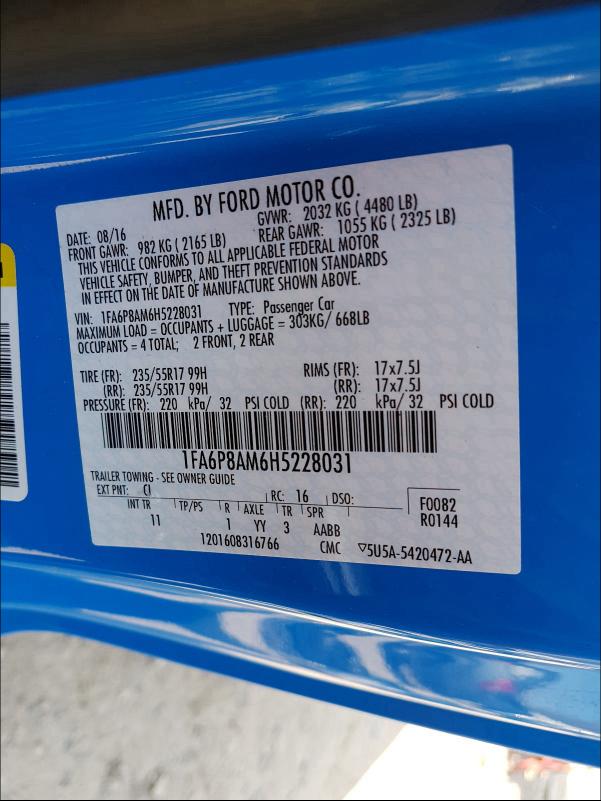 MFD. BY FORD MOTOR CO.
DATE: 08/16 GVWR: 2032 KG ( 4480 LB)
FRONT GAWR: 982 KG ( 2165 LB) REAR GAWR: 1055 KG ( 2325 LB)
THIS VEHICLE CONFORMS TO ALL APPLICABLE FEDERAL MOTOR
VEHICLE SAFETY, BUMPER, AND THEFT PREVENTION STANDARDS
IN EFFECT ON THE DATE OF MANUFACTURE SHOWN ABOVE.
VIN: 1FA6P8AM6H5228031 TYPE: Passenger Car
MAXIMUM LOAD = OCCUPANTS + LUGGAGE = 303KG/ 668LB
OCCUPANTS = 4 TOTAL; 2 FRONT, 2 REAR
TIRE (FR): 235/55R17 99H RIMS (FR): 17x7.5J
(RR): 235/55R17 99H (RR): 17x7.5J
PRESSURE (FR): 220 kPa/ 32 PSI COLD (RR): 220 kPa/ 32 PSI COLD
1FA6P8AM6H5228031
TRAILER TOWING - SEE OWNER GUIDE
EXT PNT: CI RC: 16 DSO: F0082
INT TR TP/PS R AXLE TR SPR R0144
11 1 YY 3 AABB
1201608316766 CMC ▽5U5A-5420472-AA